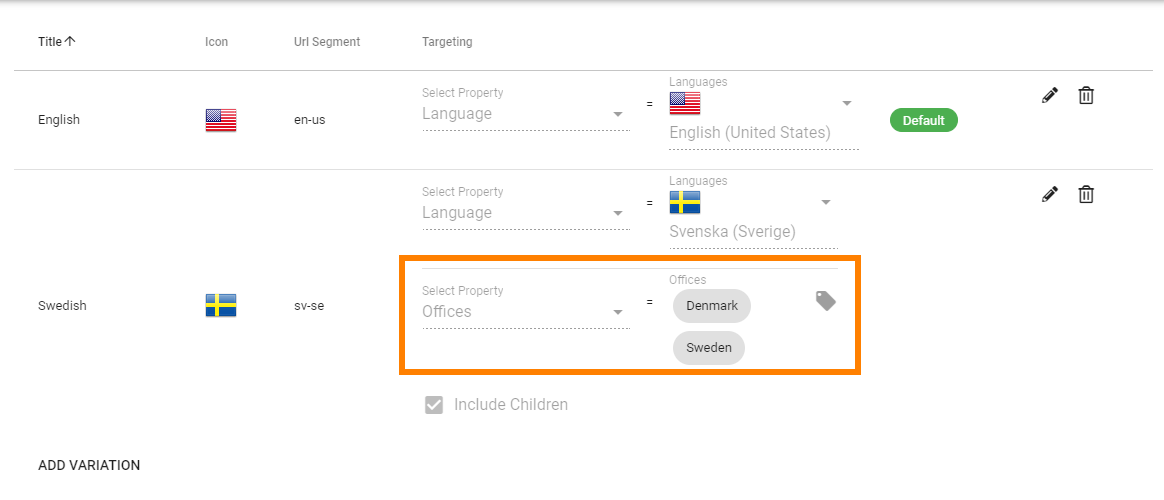 Title Icon Url Segment Targeting
Select Property Languages
Language =
English en-us English (United States) Default
Select Property Languages
Language =
Svenska (Sverige)
Select Property Offices
Swedish sv-se Offices = Denmark
Sweden
Include Children
ADD VARIATION